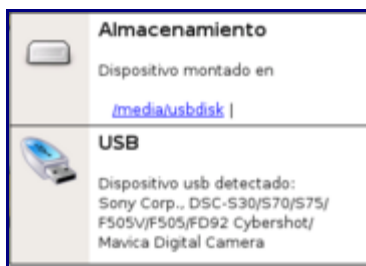 Almacenamiento
Dispositivo montado en
/media/usbdisk |
USB
Dispositivo usb detectado:
Sony Corp., DSC-S30/S70/S75/
F505V/F505/FD92 Cybershot/
Mavica Digital Camera